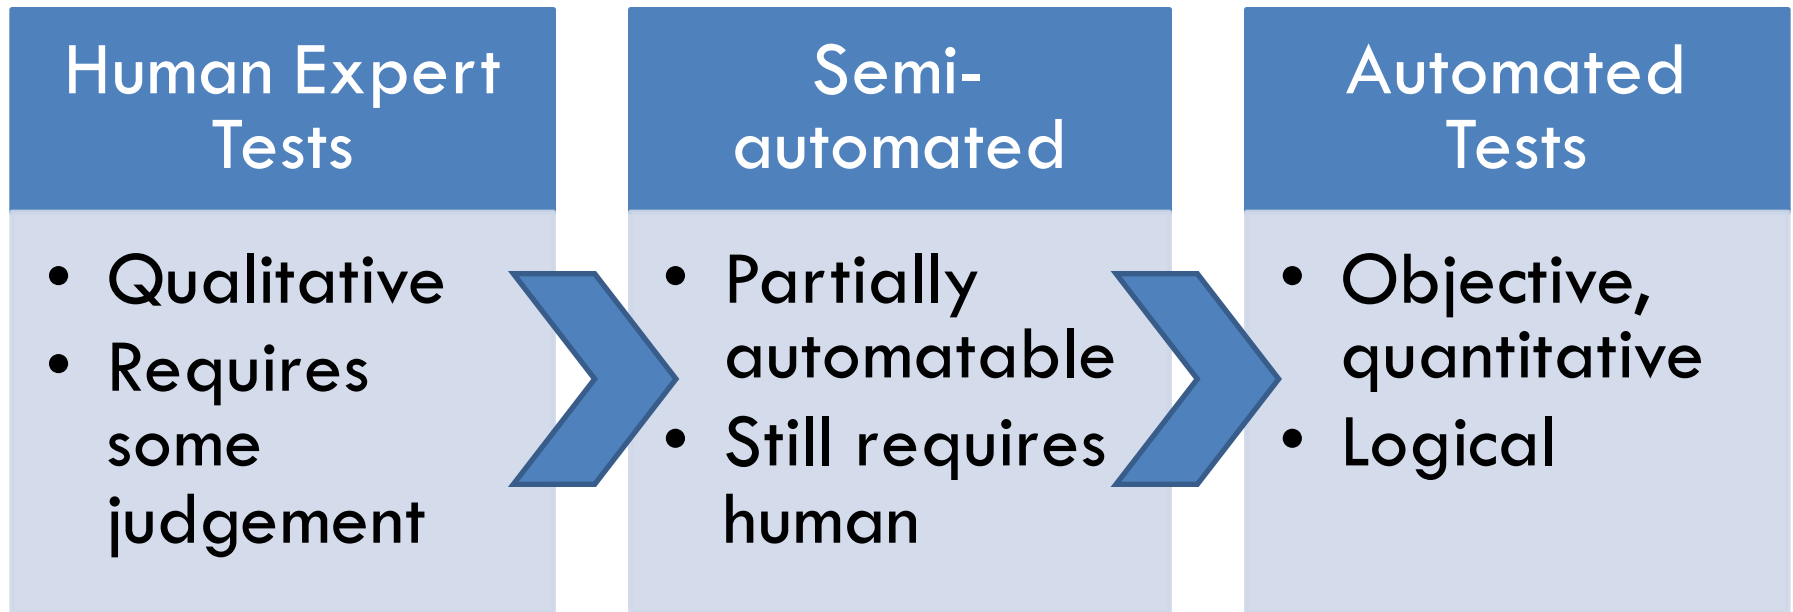 Human Expert
Tests
• Qualitative
• Requires
some
judgement
Semi-
automated
• Partially
automatable
• Still requires
human
Automated
Tests
• Objective,
quantitative
• Logical